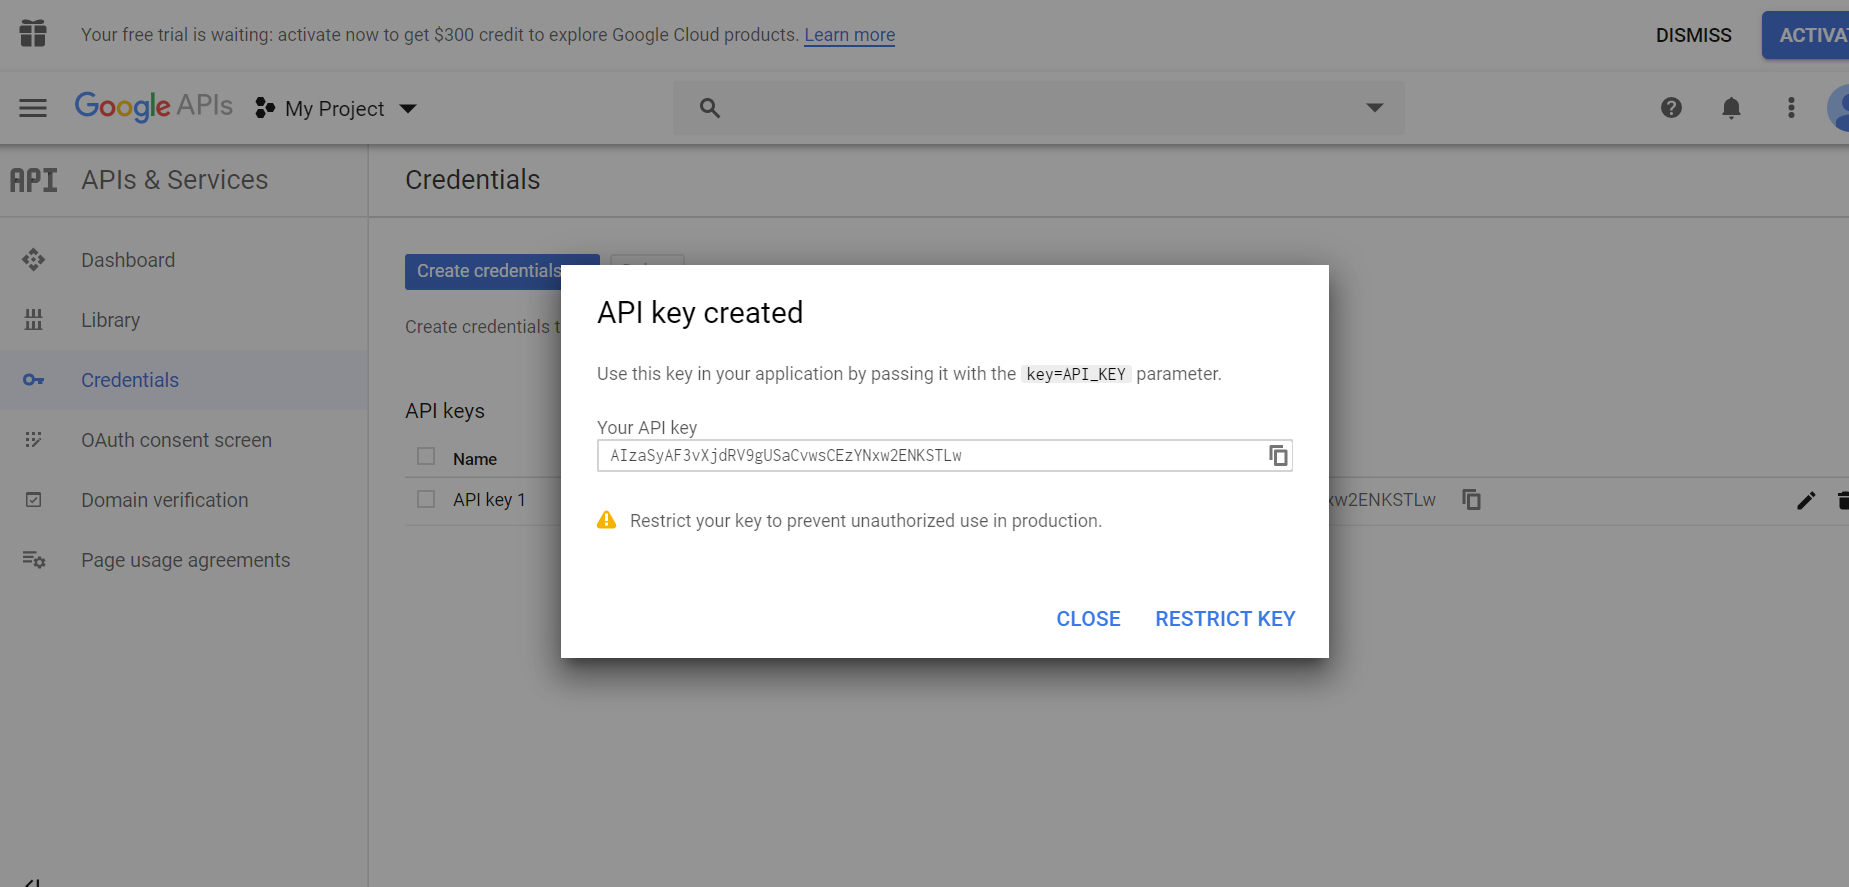 Your free trial is waiting: activate now to get $300 credit to explore Google Cloud products. Learn more
DISMISS
Google APIs
My Project
API
APIs & Services
Credentials
Dashboard
Library
Credentials
OAuth consent screen
Domain verification
Page usage agreements
Create credentials
Create credentials
API keys
Name
API key 1
xw2ENKSTLw
API key created
Use this key in your application by passing it with the key=API_KEY parameter.
Your API key
AIzaSyAF3vXjdRV9gUSaCvwsCEzYNxw2ENKSTLw
Restrict your key to prevent unauthorized use in production.
CLOSE
RESTRICT KEY